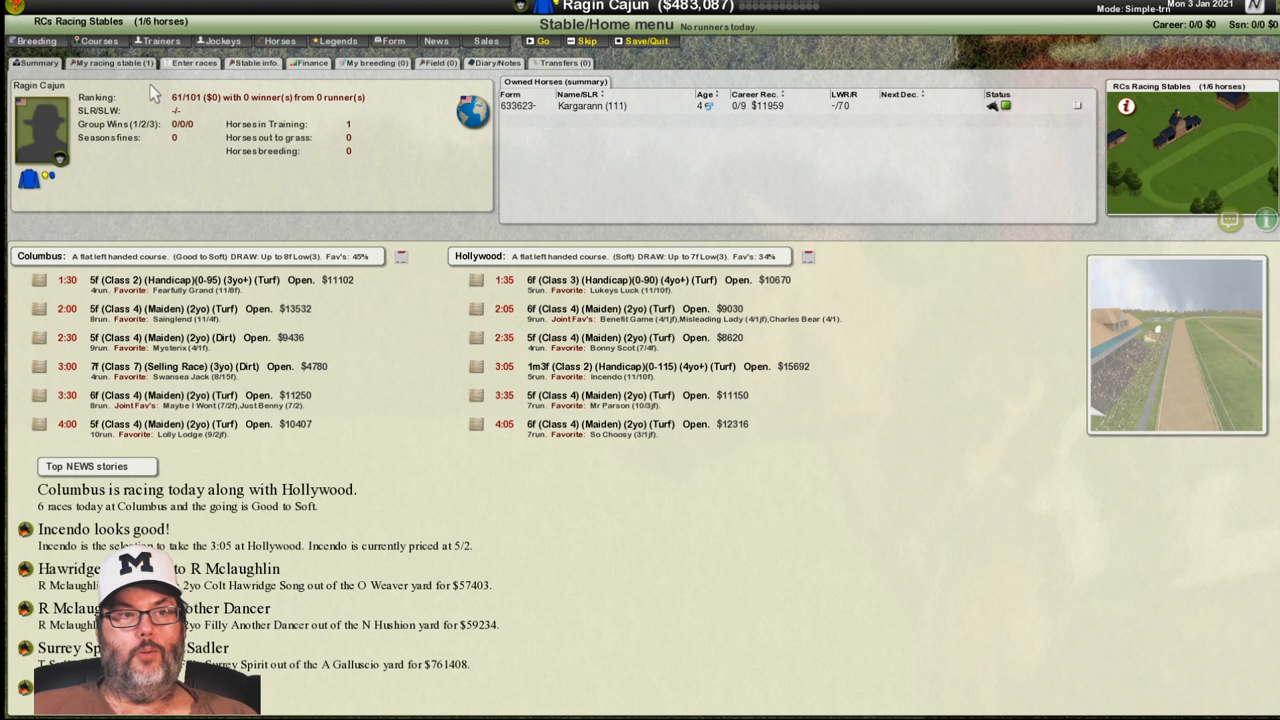 Ragin Cajun ($483,087)
Mode: Simple-trn
Mon 3 Jan 2021
RCs Racing Stables (1/6 horses)
Stable/Home menu
No runners today.
Career: 0/0 $0 Ssn: 0/0 $0
Breeding
Courses
Trainers
Jockeys
Horses
Legends
Form
News
Sales
Go
Skip
Save/Quit
Summary
My racing stable (1)
Enter races
Stable info.
Finance
My breeding (0)
Field (0)
Diary/Notes
Transfers (0)
Ragin Cajun
Ranking: 61/101 ($0) with 0 winner(s) from 0 runner(s)
SLR/SLW: -/-
Group Wins (1/2/3): 0/0/0 Horses in Training: 1
Seasons fines: 0 Horses out to grass: 0
Horses breeding: 0
Owned Horses (summary)
Form Name/SLR Age Career Rec. LWR/R Next Dec. Status
633623- Kargarann (111) 4 0/9 $11959 -/70
RCs Racing Stables (1/6 horses)
Columbus: A flat left handed course. (Good to Soft) DRAW: Up to 8f Low(3). Fav's: 45%
1:30 5f (Class 2) (Handicap)(0-95) (3yo+) (Turf) Open. $11102
4run. Favorite: Fearfully Grand (11/8f).
2:00 5f (Class 4) (Maiden) (2yo) (Turf) Open. $13532
8run. Favorite: Sainglend (11/4f).
2:30 5f (Class 4) (Maiden) (2yo) (Dirt) Open. $9436
9run. Favorite: Mysterix (4/1f).
3:00 7f (Class 7) (Selling Race) (3yo) (Dirt) Open. $4780
4run. Favorite: Swansea Jack (8/15f).
3:30 6f (Class 4) (Maiden) (2yo) (Turf) Open. $11250
8run. Joint Fav's: Maybe I Wont (7/2f),Just Benny (7/2).
4:00 5f (Class 4) (Maiden) (2yo) (Turf) Open. $10407
10run. Favorite: Lolly Lodge (9/2jf).
Hollywood: A flat left handed course. (Soft) DRAW: Up to 7f Low(3). Fav's: 34%
1:35 6f (Class 3) (Handicap)(0-90) (4yo+) (Turf) Open. $10670
5run. Favorite: Lukeys Luck (11/10f).
2:05 6f (Class 4) (Maiden) (2yo) (Turf) Open. $9030
9run. Joint Fav's: Benefit Game (4/1jf),Misleading Lady (4/1jf),Charles Bear (4/1).
2:35 5f (Class 4) (Maiden) (2yo) (Turf) Open. $8620
4run. Favorite: Bonny Scot (7/4f).
3:05 1m3f (Class 2) (Handicap)(0-115) (4yo+) (Turf) Open. $15692
5run. Favorite: Incendo (11/10f).
3:35 5f (Class 4) (Maiden) (2yo) (Turf) Open. $11150
7run. Favorite: Mr Parson (10/3jf).
4:05 6f (Class 4) (Maiden) (2yo) (Turf) Open. $12316
7run. Favorite: So Choosy (3/1jf).
Top NEWS stories
Columbus is racing today along with Hollywood.
6 races today at Columbus and the going is Good to Soft.
Incendo looks good!
Incendo is the selection to take the 3:05 at Hollywood. Incendo is currently priced at 5/2.
Hawridge to R Mclaughlin
R Mclaughli 2yo Colt Hawridge Song out of the O Weaver yard for $57403.
R Mclaug other Dancer
R Mclaughl 2yo Filly Another Dancer out of the N Hushion yard for $59234.
Surrey Sp Sadler
Surrey Spirit out of the A Galluscio yard for $761408.
M